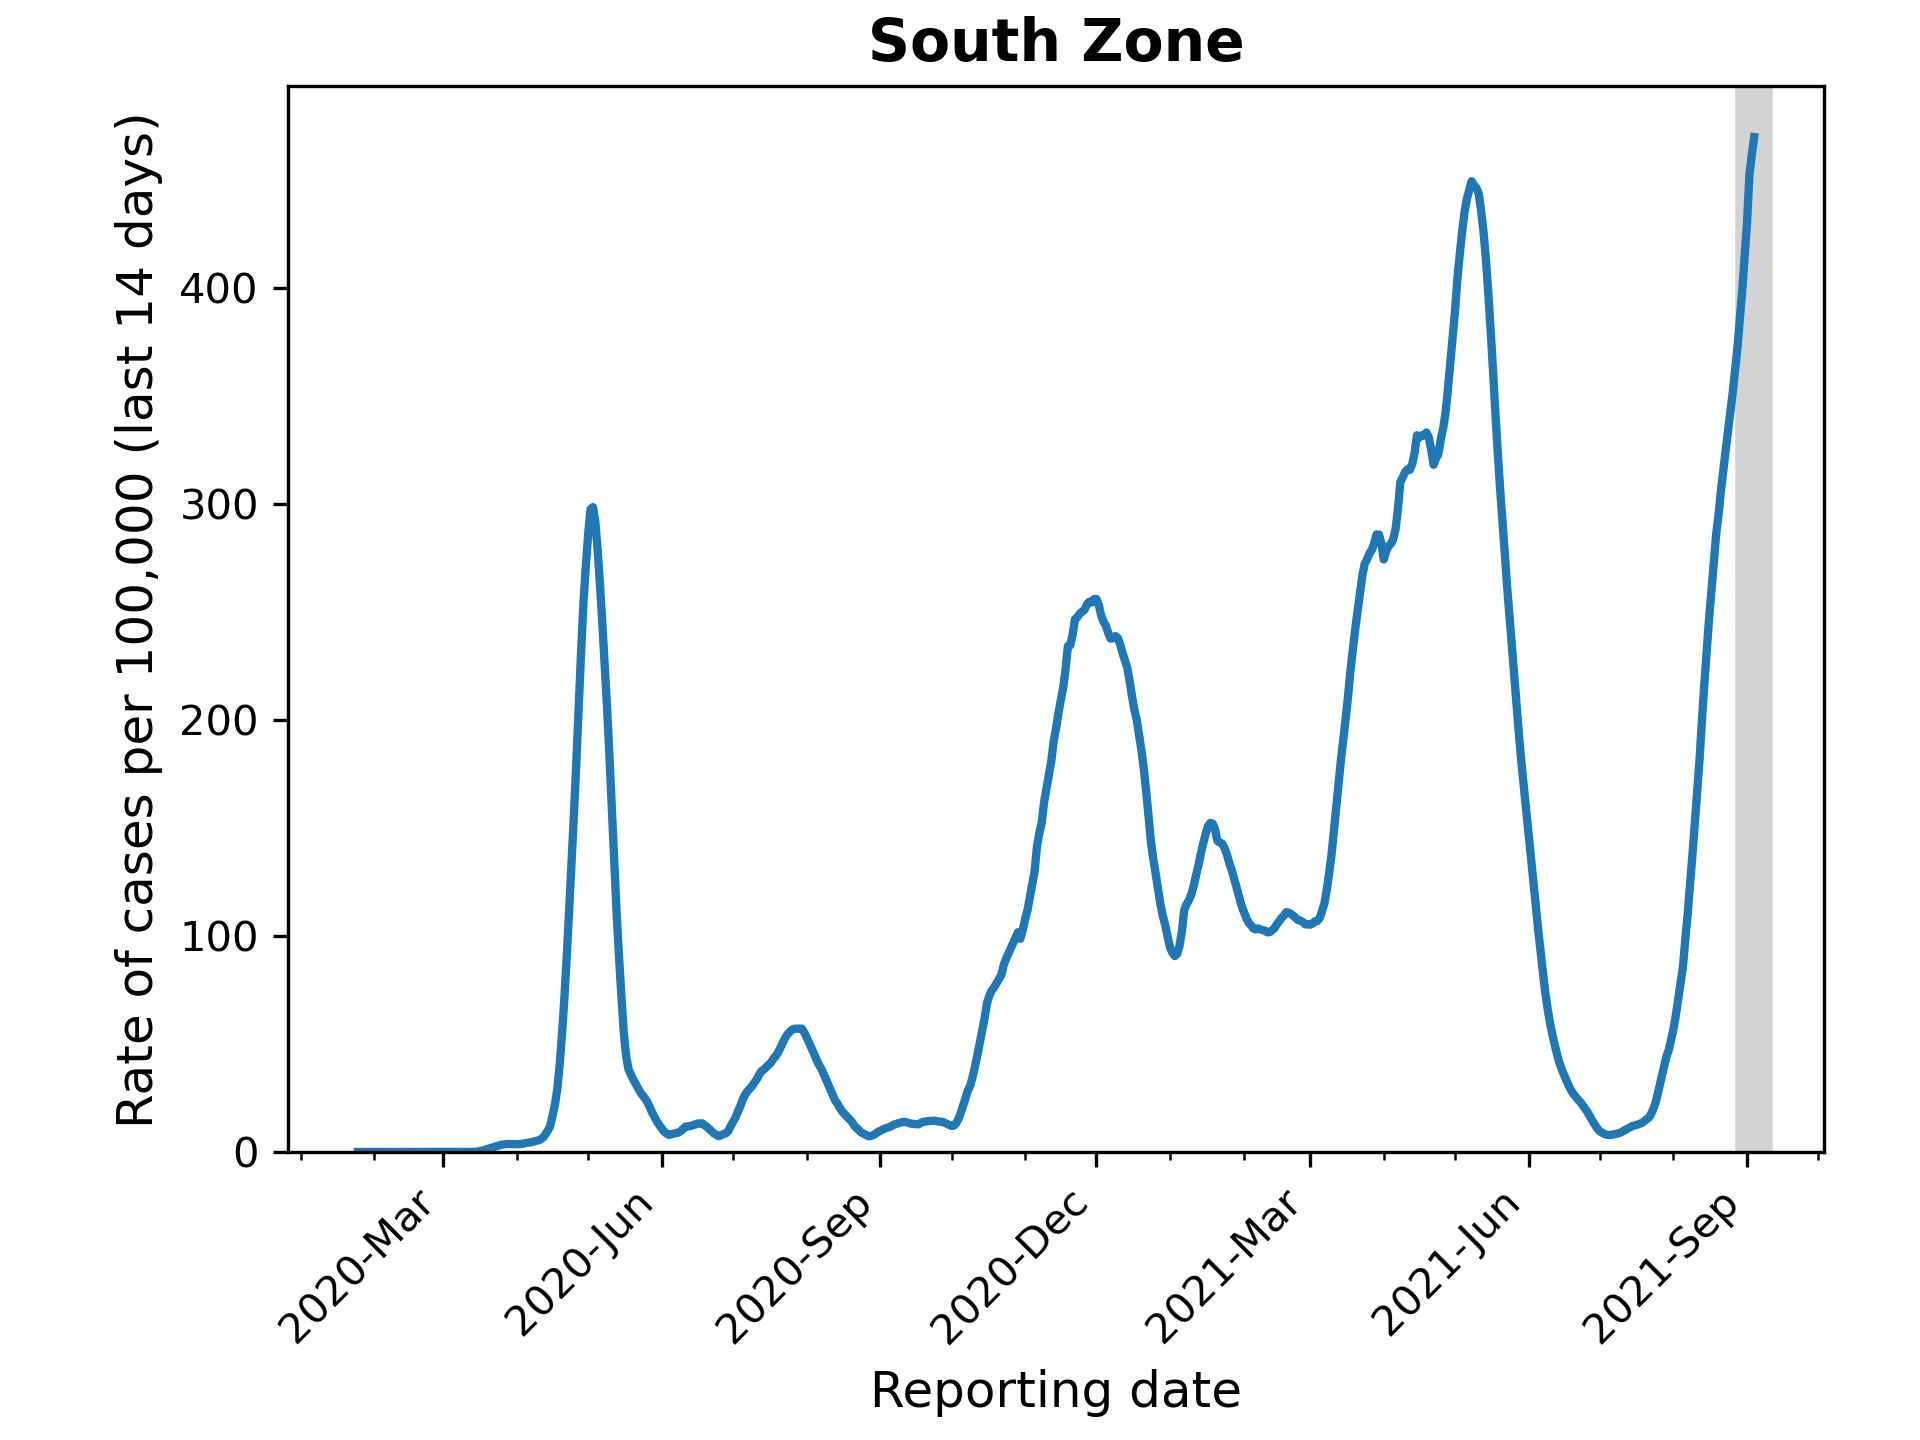 South Zone
Rate of cases per 100,000 (last 14 days)
400
300
200
100
0
2020-Mar
2020-Jun
2020-Sep
2020-Dec
2021-Mar
2021-Jun
2021-Sep
Reporting date